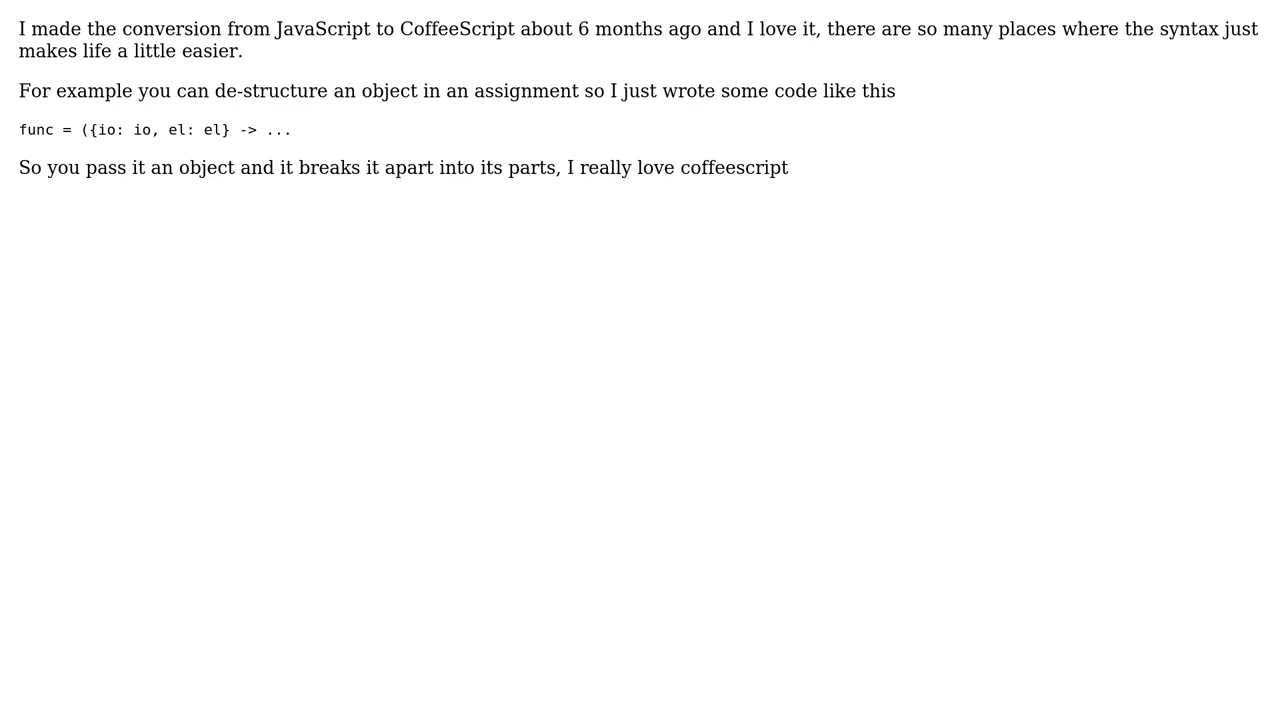 I made the conversion from JavaScript to CoffeeScript about 6 months ago and I love it, there are so many places where the syntax just
makes life a little easier.
For example you can de-structure an object in an assignment so I just wrote some code like this
func = ({io: io, el: el} -> ...
So you pass it an object and it breaks it apart into its parts, I really love coffeescript